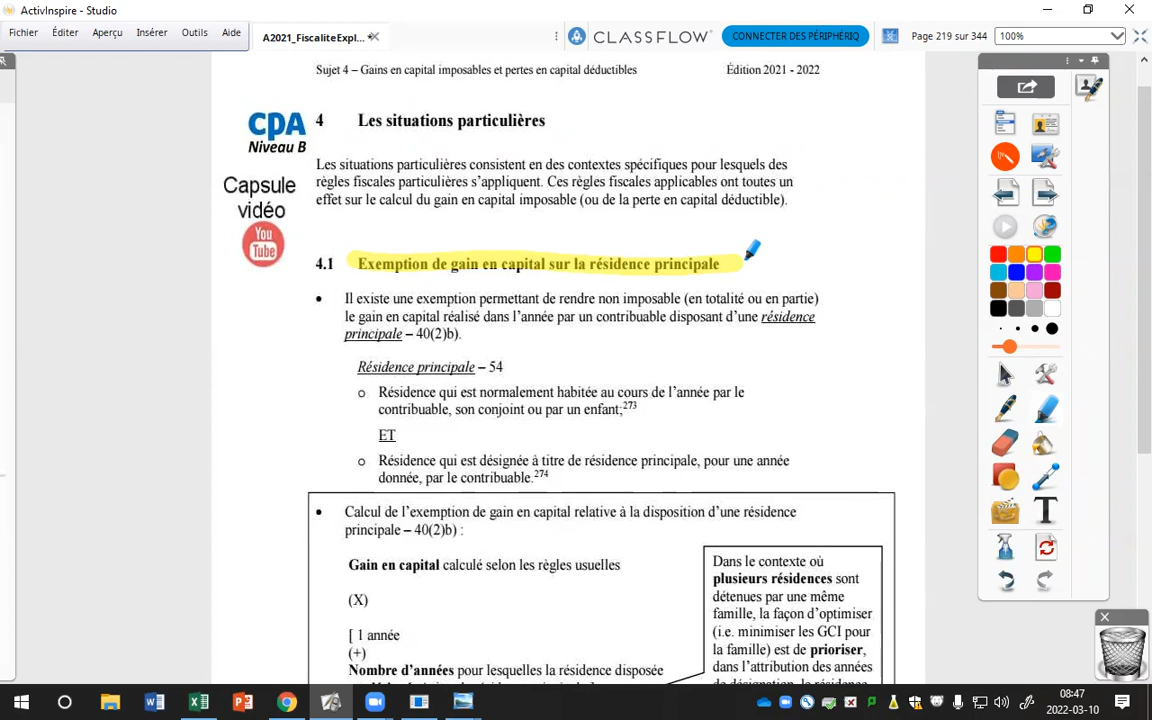 ActivInspire - Studio
Fichier Éditer Aperçu Insérer Outils Aide
A2021_FiscaliteExpl...
CLASSFLOW
CONNECTER DES PÉRIPHÉRIQ
Page 219 sur 344
100%
Sujet 4 – Gains en capital imposables et pertes en capital déductibles Édition 2021 - 2022
CPA
Niveau B
4 Les situations particulières
Les situations particulières consistent en des contextes spécifiques pour lesquels des
règles fiscales particulières s’appliquent. Ces règles fiscales applicables ont toutes un
effet sur le calcul du gain en capital imposable (ou de la perte en capital déductible).
Capsule
vidéo
You
Tube
4.1 Exemption de gain en capital sur la résidence principale
• Il existe une exemption permettant de rendre non imposable (en totalité ou en partie)
le gain en capital réalisé dans l’année par un contribuable disposant d’une résidence
principale – 40(2)b).
Résidence principale – 54
o Résidence qui est normalement habitée au cours de l’année par le
contribuable, son conjoint ou par un enfant;273
ET
o Résidence qui est désignée à titre de résidence principale, pour une année
donnée, par le contribuable.274
• Calcul de l’exemption de gain en capital relative à la disposition d’une résidence
principale – 40(2)b) :
Gain en capital calculé selon les règles usuelles
(X)
[ 1 année
(+)
Nombre d’années pour lesquelles la résidence disposée
Dans le contexte où
plusieurs résidences sont
détenues par une même
famille, la façon d’optimiser
(i.e. minimiser les GCI pour
la famille) est de prioriser,
dans l’attribution des années
de désignation, la résidence
08:47
2022-03-10